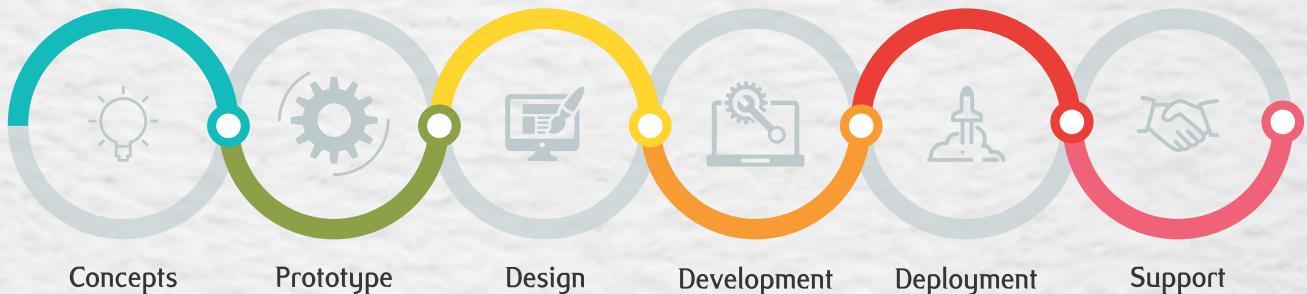 Concepts
Prototype
Design
Development
Deployment
Support